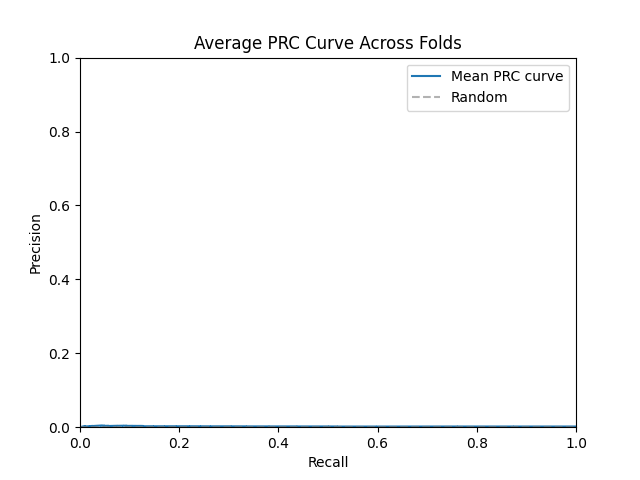 Average PRC Curve Across Folds
Mean PRC curve
Random
Precision
1.0
0.8
0.6
0.4
0.2
0.0
0.0 0.2 0.4 0.6 0.8 1.0
Recall